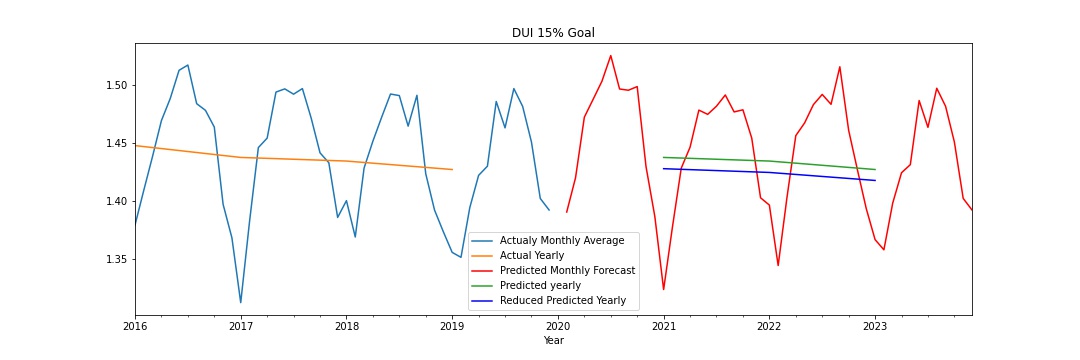 DUI 15% Goal
1.50
1.45
1.40
1.35
Actualy Monthly Average
Actual Yearly
Predicted Monthly Forecast
Predicted yearly
Reduced Predicted Yearly
2016 2017 2018 2019 2020 2021 2022 2023
Year